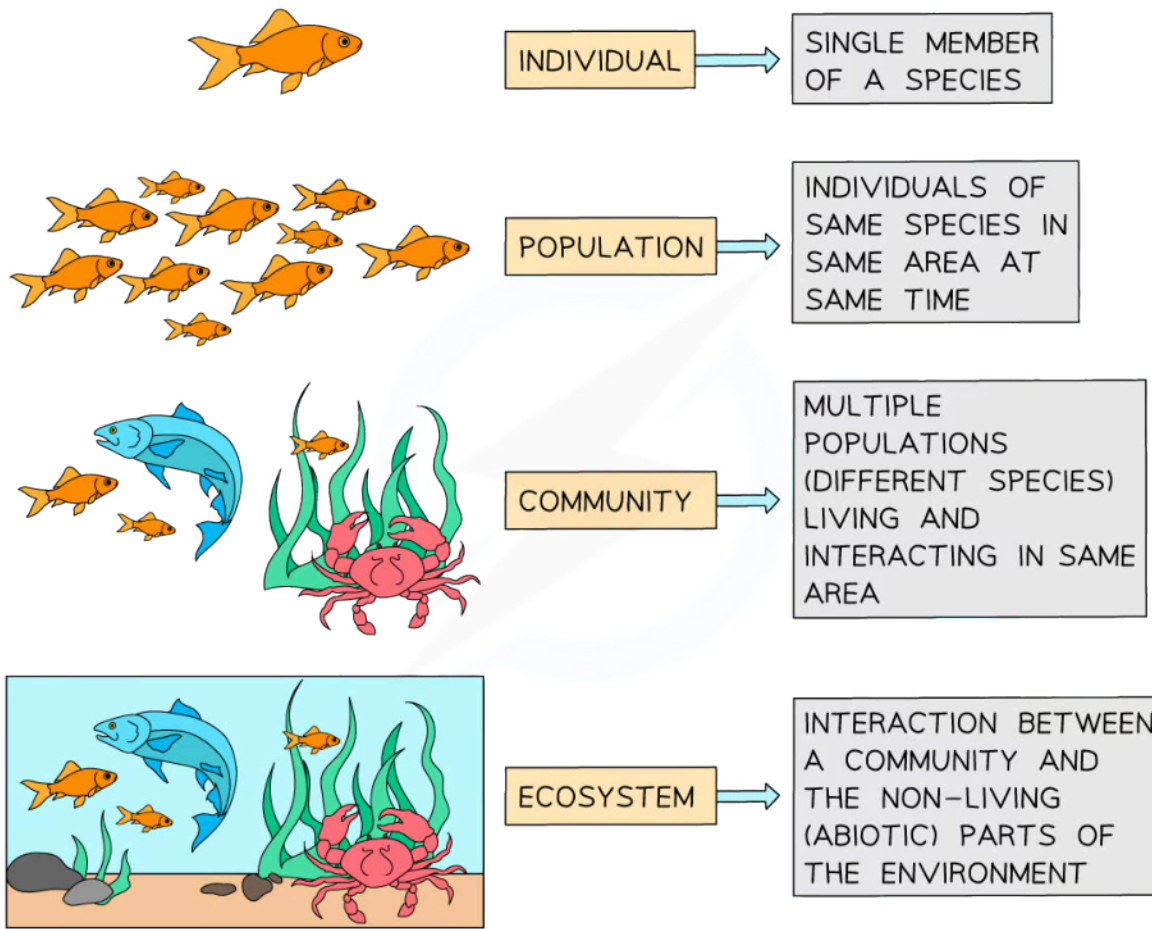 INDIVIDUAL
SINGLE MEMBER
OF A SPECIES
POPULATION
INDIVIDUALS OF
SAME SPECIES IN
SAME AREA AT
SAME TIME
COMMUNITY
MULTIPLE
POPULATIONS
(DIFFERENT SPECIES)
LIVING AND
INTERACTING IN SAME
AREA
ECOSYSTEM
INTERACTION BETWEEN
A COMMUNITY AND
THE NON-LIVING
(ABIOTIC) PARTS OF
THE ENVIRONMENT